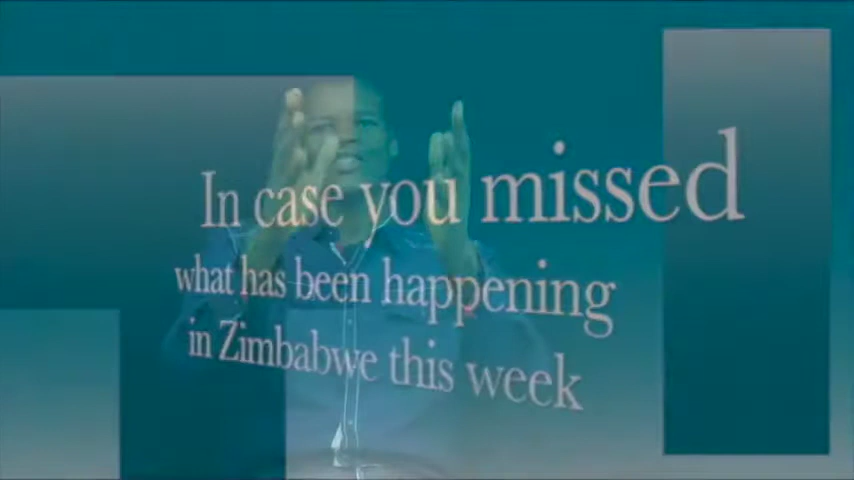 In case you missed
what has been happening
in Zimbabwe this week